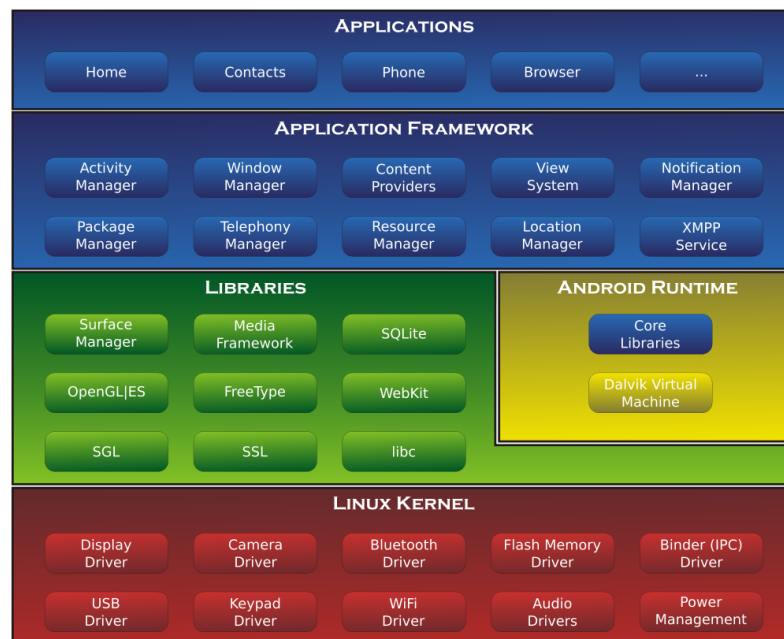 APPLICATIONS
Home Contacts Phone Browser ...
APPLICATION FRAMEWORK
Activity Manager
Window Manager
Content Providers
View System
Notification Manager
Package Manager
Telephony Manager
Resource Manager
Location Manager
XMPP Service
LIBRARIES
Surface Manager
Media Framework
SQLite
OpenGL|ES
FreeType
WebKit
SGL
SSL
libc
ANDROID RUNTIME
Core Libraries
Dalvik Virtual Machine
LINUX KERNEL
Display Driver
Camera Driver
Bluetooth Driver
Flash Memory Driver
Binder (IPC) Driver
USB Driver
Keypad Driver
WiFi Driver
Audio Drivers
Power Management